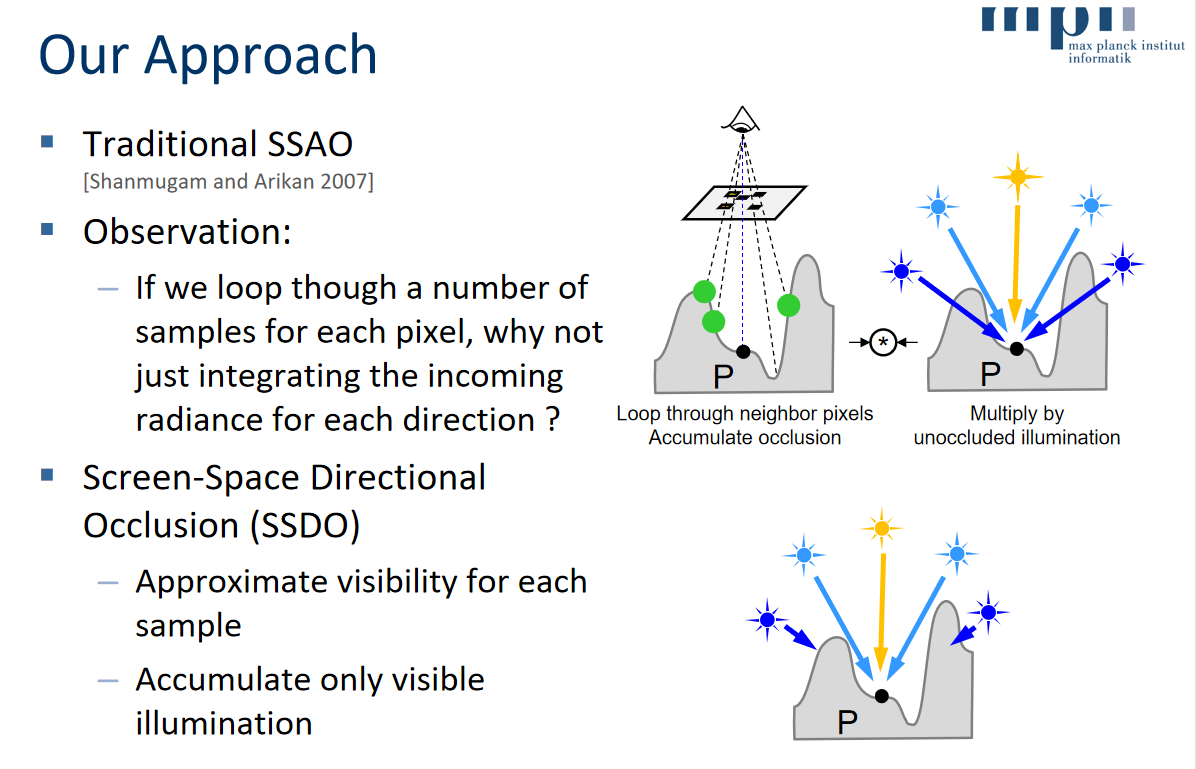 Our Approach
max planck institut
informatik
Traditional SSAO
[Shanmugam and Arikan 2007]
Observation:
– If we loop though a number of
samples for each pixel, why not
just integrating the incoming
radiance for each direction ?
Screen-Space Directional
Occlusion (SSDO)
– Approximate visibility for each
sample
– Accumulate only visible
illumination
P
Loop through neighbor pixels
Accumulate occlusion
*
P
Multiply by
unoccluded illumination
P